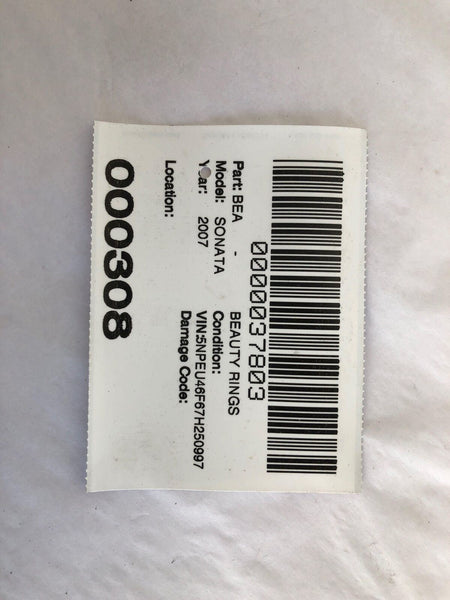 0000037803
Part: BEA - BEAUTY RINGS
Model: SONATA Condition:
Year: 2007 VIN:5NPEU46F67H250997
Damage Code:
Location:
000308